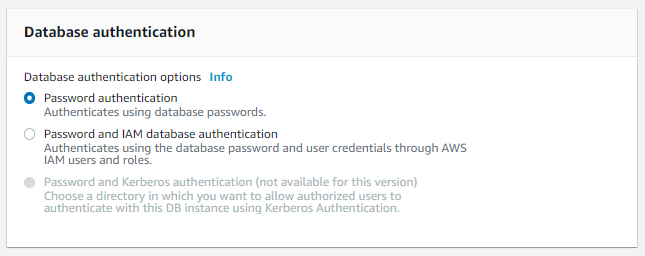 Database authentication
Database authentication options Info
Password authentication
Authenticates using database passwords.
Password and IAM database authentication
Authenticates using the database password and user credentials through AWS
IAM users and roles.
Password and Kerberos authentication (not available for this version)
Choose a directory in which you want to allow authorized users to
authenticate with this DB instance using Kerberos Authentication.